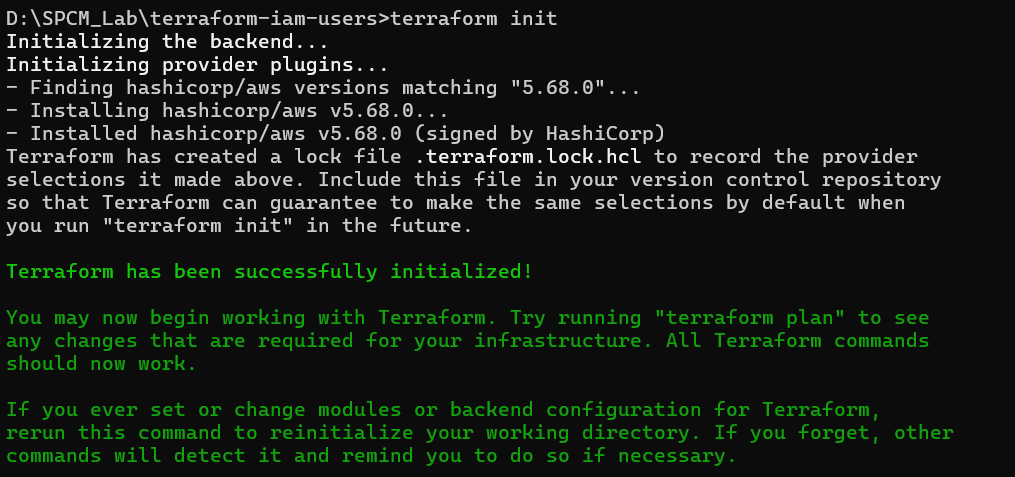 D:\SPCM_Lab\terraform-iam-users>terraform init
Initializing the backend...
Initializing provider plugins...
- Finding hashicorp/aws versions matching "5.68.0"...
- Installing hashicorp/aws v5.68.0...
- Installed hashicorp/aws v5.68.0 (signed by HashiCorp)
Terraform has created a lock file .terraform.lock.hcl to record the provider
selections it made above. Include this file in your version control repository
so that Terraform can guarantee to make the same selections by default when
you run "terraform init" in the future.

Terraform has been successfully initialized!

You may now begin working with Terraform. Try running "terraform plan" to see
any changes that are required for your infrastructure. All Terraform commands
should now work.

If you ever set or change modules or backend configuration for Terraform,
rerun this command to reinitialize your working directory. If you forget, other
commands will detect it and remind you to do so if necessary.